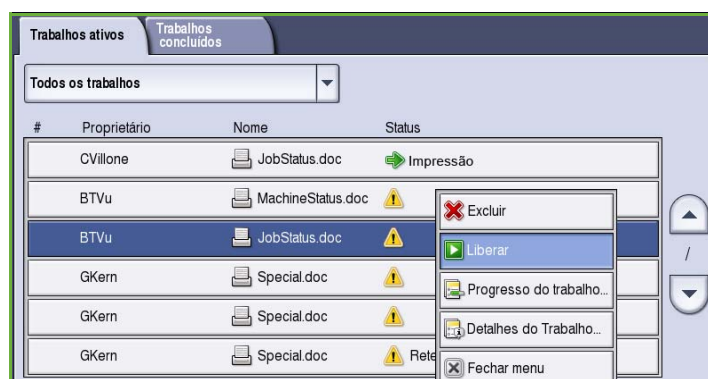 Trabalhos ativos
Trabalhos concluídos
Todos os trabalhos
# Proprietário Nome Status
CVillone JobStatus.doc Impressão
BTVu MachineStatus.doc
BTVu JobStatus.doc
GKern Special.doc
GKern Special.doc
GKern Special.doc Rete
Excluir
Liberar
Progresso do trabalho...
Detalhes do Trabalho...
Fechar menu
/